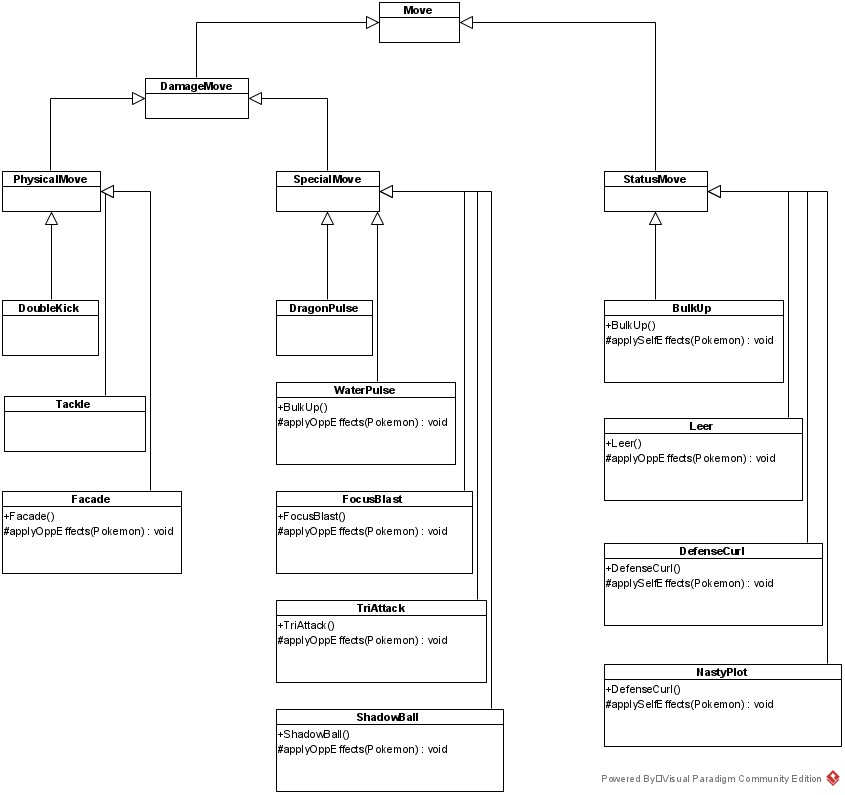 Move
DamageMove
PhysicalMove
SpecialMove
StatusMove
DoubleKick
DragonPulse
BulkUp
+BulkUp()
#applySelfEffects(Pokemon) : void
WaterPulse
+BulkUp()
#applyOppEffects(Pokemon) : void
Tackle
Leer
+Leer()
#applyOppEffects(Pokemon) : void
Facade
+Facade()
#applyOppEffects(Pokemon) : void
FocusBlast
+FocusBlast()
#applyOppEffects(Pokemon) : void
DefenseCurl
+DefenseCurl()
#applySelfEffects(Pokemon) : void
TriAttack
+TriAttack()
#applyOppEffects(Pokemon) : void
NastyPlot
+DefenseCurl()
#applySelfEffects(Pokemon) : void
ShadowBall
+ShadowBall()
#applyOppEffects(Pokemon) : void
Powered By Visual Paradigm Community Edition